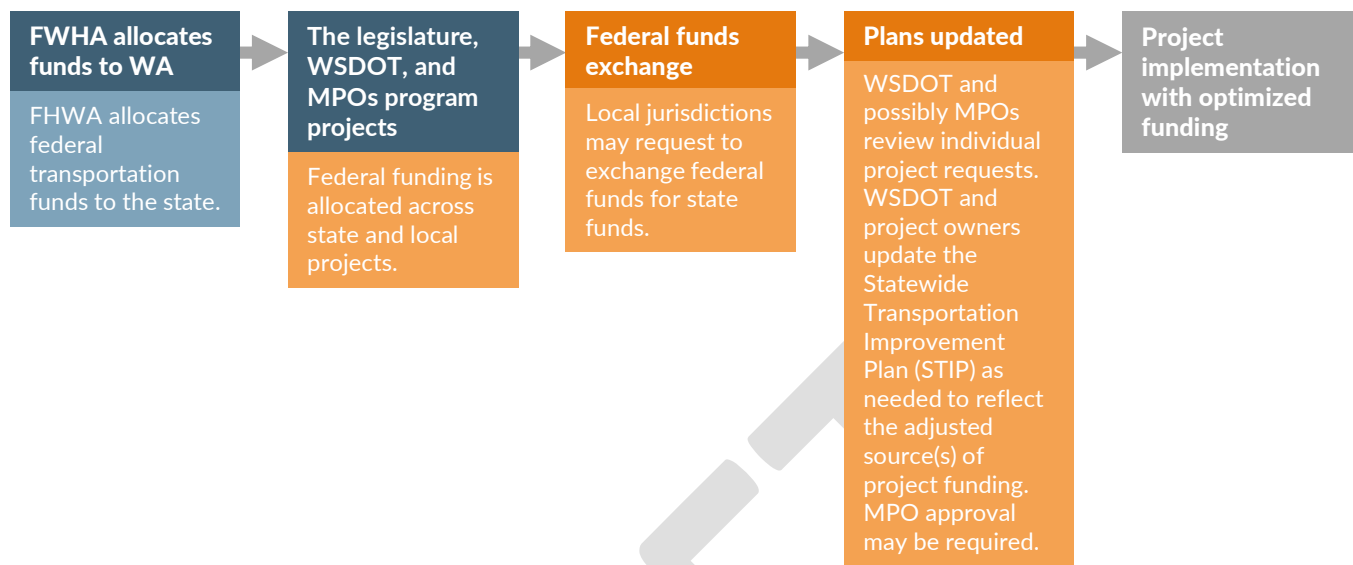 FWHA allocates
funds to WA
FHWA allocates
federal
transportation
funds to the state.
The legislature,
WSDOT, and
MPOs program
projects
Federal funding is
allocated across
state and local
projects.
Federal funds
exchange
Local jurisdictions
may request to
exchange federal
funds for state
funds.
Plans updated
WSDOT and
possibly MPOs
review individual
project requests.
WSDOT and
project owners
update the
Statewide
Transportation
Improvement
Plan (STIP) as
needed to reflect
the adjusted
source(s) of
project funding.
MPO approval
may be required.
Project
implementation
with optimized
funding